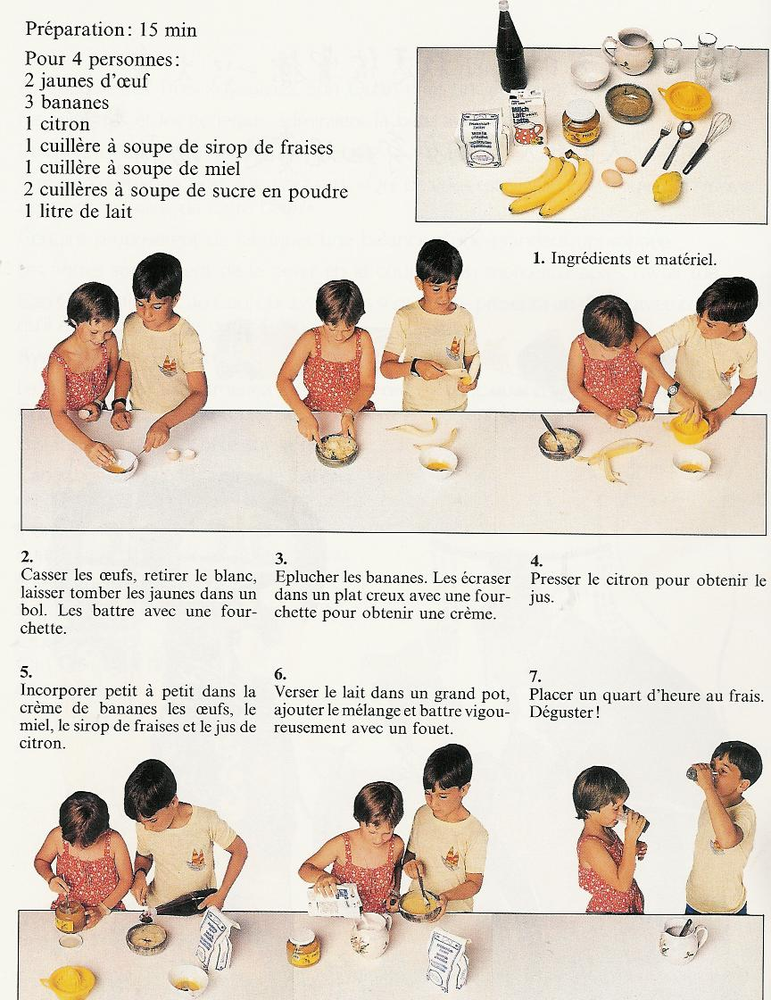 Préparation: 15 min
Pour 4 personnes:
2 jaunes d'œuf
3 bananes
1 citron
1 cuillère à soupe de sirop de fraises
1 cuillère à soupe de miel
2 cuillères à soupe de sucre en poudre
1 litre de lait
Milch
Lait
Latte
1. Ingrédients et matériel.
2.
Casser les œufs, retirer le blanc,
laisser tomber les jaunes dans un
bol. Les battre avec une four-
chette.
3.
Eplucher les bananes. Les écraser
dans un plat creux avec une four-
chette pour obtenir une crème.
4.
Presser le citron pour obtenir le
jus.
5.
Incorporer petit à petit dans la
crème de bananes les œufs, le
miel, le sirop de fraises et le jus de
citron.
6.
Verser le lait dans un grand pot,
ajouter le mélange et battre vigou-
reusement avec un fouet.
7.
Placer un quart d'heure au frais.
Déguster!